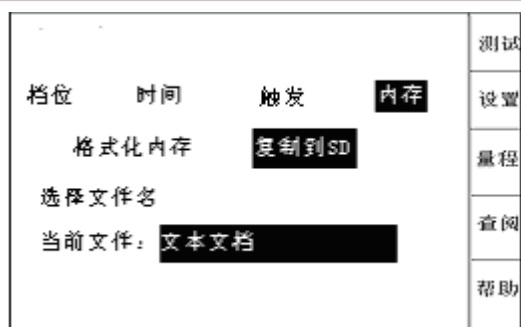 档位 时间 触发 内存
格式化内存 复制到SD
选择文件名
当前文件：文本文档
测试
设置
量程
查阅
帮助